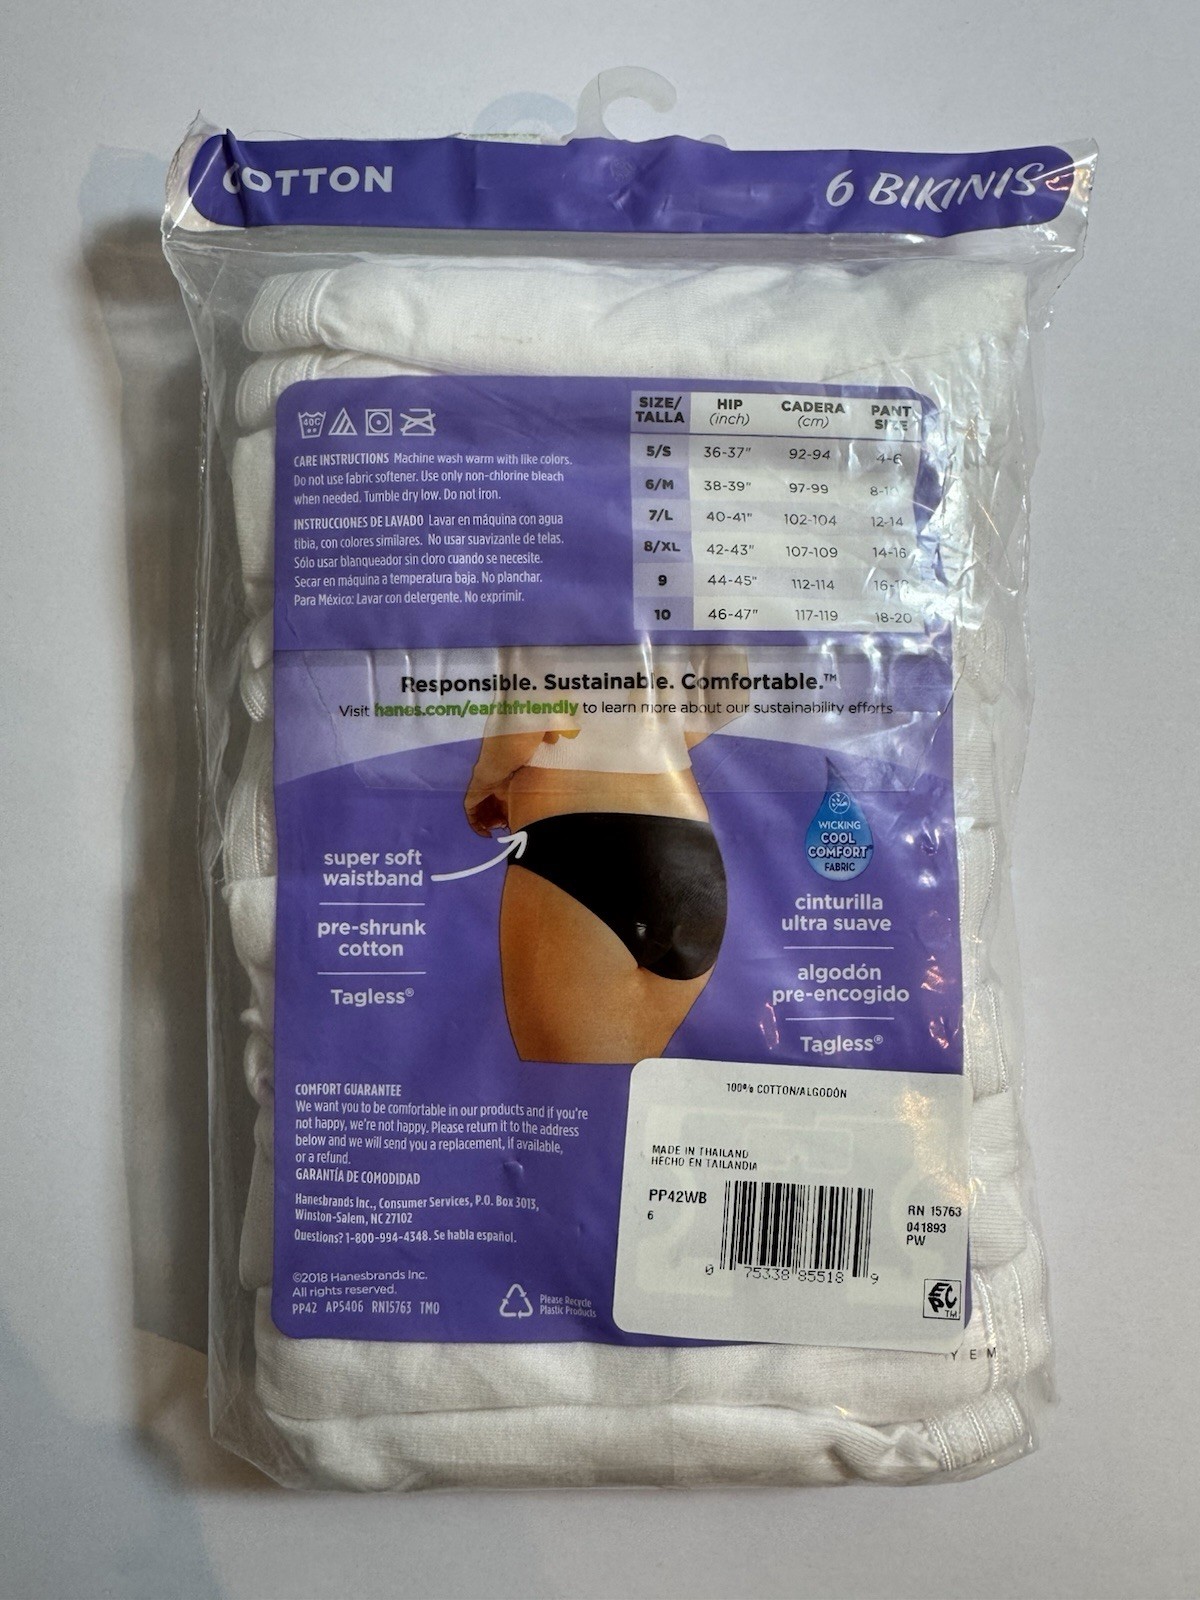 COTTON
6 BIKINIS
40C
CARE INSTRUCTIONS Machine wash warm with like colors.
Do not use fabric softener. Use only non-chlorine bleach
when needed. Tumble dry low. Do not iron.
INSTRUCCIONES DE LAVADO Lavar en máquina con agua
tibia, con colores similares. No usar suavizante de telas.
Sólo usar blanqueador sin cloro cuando se necesite.
Secar en máquina a temperatura baja. No planchar.
Para México: Lavar con detergente. No exprimir.
SIZE/ HIP CADERA PANT
TALLA (inch) (cm) SIZE
5/S 36-37" 92-94 4-6
6/M 38-39" 97-99 8-10
7/L 40-41" 102-104 12-14
8/XL 42-43" 107-109 14-16
9 44-45" 112-114
10 46-47" 117-119 18-20
Responsible. Sustainable. Comfortable.™
Visit hanes.com/earthfriendly to learn more about our sustainability efforts
super soft
waistband
pre-shrunk
cotton
Tagless®
WICKING
COOL
COMFORT
FABRIC
cinturilla
ultra suave
algodón
pre-encogido
Tagless®
COMFORT GUARANTEE
We want you to be comfortable in our products and if you're
not happy, we're not happy. Please return it to the address
below and we will send you a replacement, if available,
or a refund.
GARANTÍA DE COMODIDAD
Hanesbrands Inc., Consumer Services, P.O. Box 3013,
Winston-Salem, NC 27102
Questions? 1-800-994-4348. Se habla español.
©2018 Hanesbrands Inc.
All rights reserved.
PP42 APS406 RN15763 TMO
Please Recycle
Plastic Products
100% COTTON/ALGODÓN
MADE IN THAILAND
HECHO EN TAILANDIA
PP42WB
6
RN 15763
041893
PW
0 75338 85518 9
EPC TM
Y E M